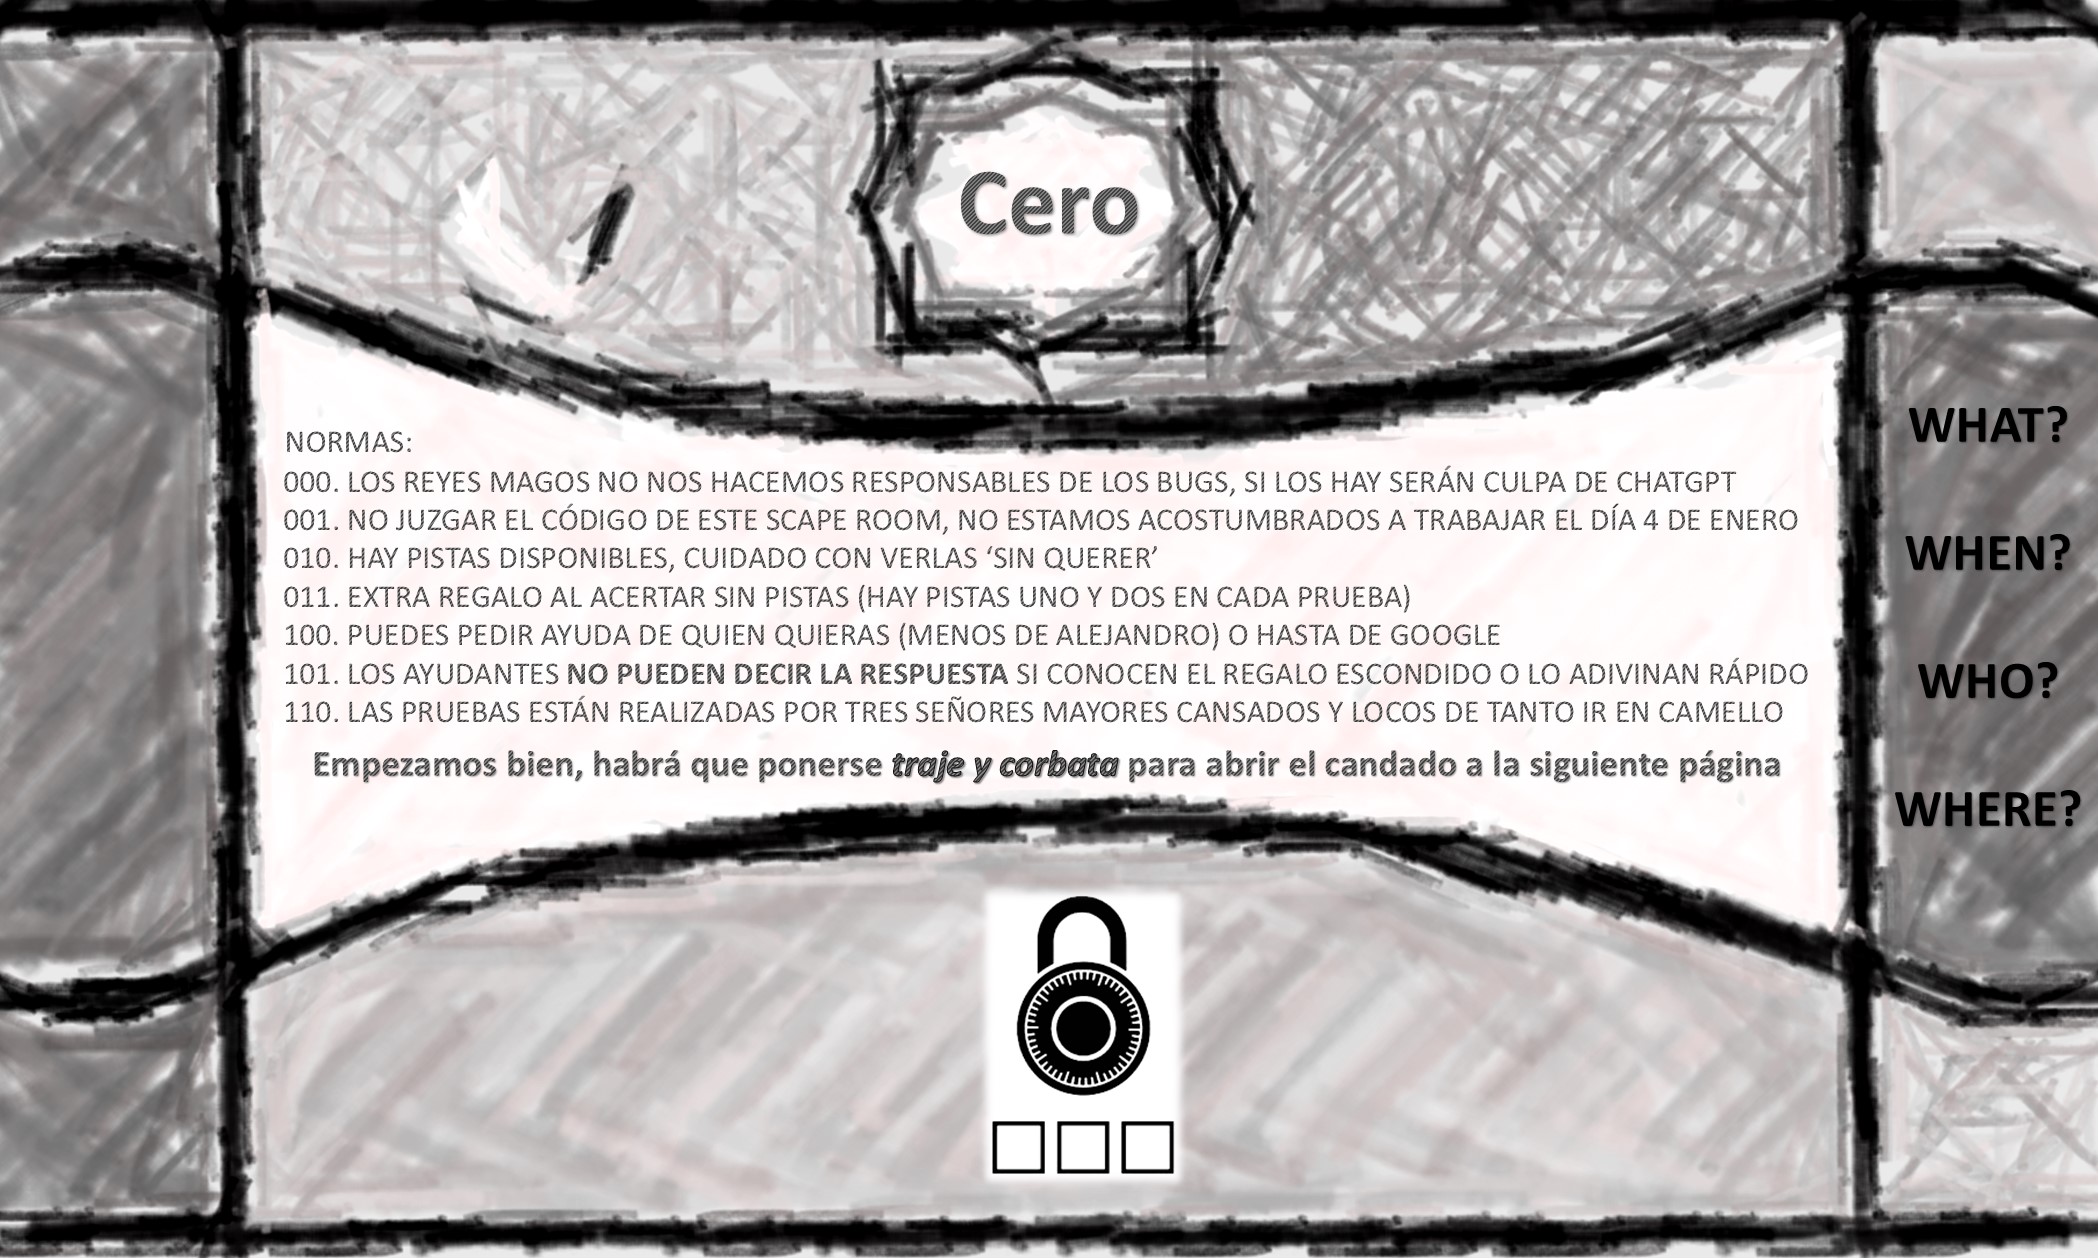 Cero
NORMAS:
000. LOS REYES MAGOS NO NOS HACEMOS RESPONSABLES DE LOS BUGS, SI LOS HAY SERÁN CULPA DE CHATGPT
001. NO JUZGAR EL CÓDIGO DE ESTE SCAPE ROOM, NO ESTAMOS ACOSTUMBRADOS A TRABAJAR EL DÍA 4 DE ENERO
010. HAY PISTAS DISPONIBLES, CUIDADO CON VERLAS ‘SIN QUERER’
011. EXTRA REGALO AL ACERTAR SIN PISTAS (HAY PISTAS UNO Y DOS EN CADA PRUEBA)
100. PUEDES PEDIR AYUDA DE QUIEN QUIERAS (MENOS DE ALEJANDRO) O HASTA DE GOOGLE
101. LOS AYUDANTES NO PUEDEN DECIR LA RESPUESTA SI CONOCEN EL REGALO ESCONDIDO O LO ADIVINAN RÁPIDO
110. LAS PRUEBAS ESTÁN REALIZADAS POR TRES SEÑORES MAYORES CANSADOS Y LOCOS DE TANTO IR EN CAMELLO
Empezamos bien, habrá que ponerse traje y corbata para abrir el candado a la siguiente página
WHAT?
WHEN?
WHO?
WHERE?